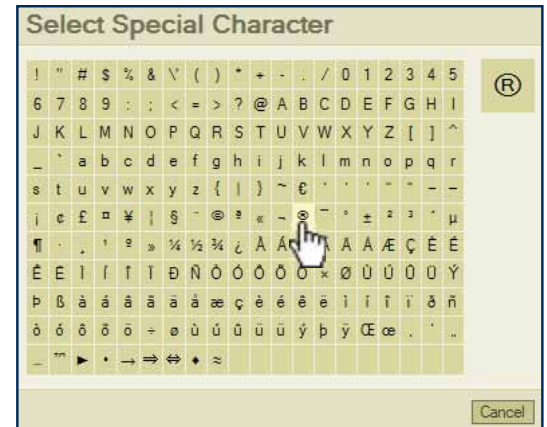 Select Special Character
! " # $ % & \' ( ) * + - . / 0 1 2 3 4 5
®
6 7 8 9 : ; < = > ? @ A B C D E F G H I
J K L M N O P Q R S T U V W X Y Z [ ] ^
_ ` a b c d e f g h i j k l m n o p q r
s t u v w x y z { | } ~ €
¡ ¢ £ ¤ ¥ ¦ § © ª « ® ° ± ² ³ ´ µ
¶ · ¸ ¹ º » ¼ ½ ¾ ¿ À Á Æ Ç È É
Ð Ñ Ò Ó Ô Õ Ö × Ø Ù Ú Ý
Þ ß à á â ã ä å æ ç è é ê ë ì í î ï ð ñ
ò ó ô õ ö ÷ ø ù ú û ü ý þ ÿ Œ œ
► • → ⇒ ⇔ ♦ ≈
Cancel